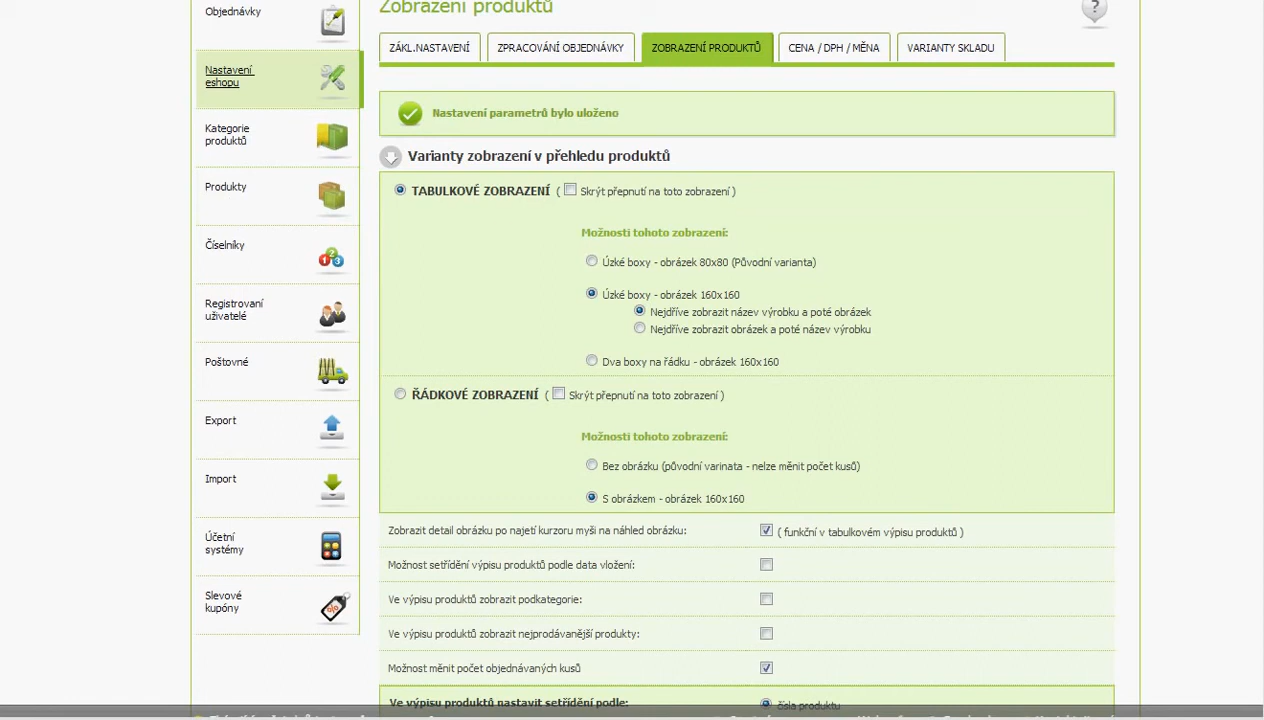 Zobrazení produktů
?
Objednávky
Nastavení
eshopu
Kategorie
produktů
Produkty
Číselníky
Registrovaní
uživatelé
Poštovné
Export
Import
Účetní
systémy
Slevové
kupóny
ZÁKL.NASTAVENÍ
ZPRACOVÁNÍ OBJEDNÁVKY
ZOBRAZENÍ PRODUKTŮ
CENA / DPH / MĚNA
VARIANTY SKLADU
Nastavení parametrů bylo uloženo
Varianty zobrazení v přehledu produktů
TABULKOVÉ ZOBRAZENÍ ( Skrýt přepnutí na toto zobrazení )
Možnosti tohoto zobrazení:
Úzké boxy - obrázek 80x80 (Původní varianta)
Úzké boxy - obrázek 160x160
Nejdříve zobrazit název výrobku a poté obrázek
Nejdříve zobrazit obrázek a poté název výrobku
Dva boxy na řádku - obrázek 160x160
ŘÁDKOVÉ ZOBRAZENÍ ( Skrýt přepnutí na toto zobrazení )
Možnosti tohoto zobrazení:
Bez obrázku (původní varinata - nelze měnit počet kusů)
S obrázkem - obrázek 160x160
Zobrazit detail obrázku po najetí kurzoru myši na náhled obrázku: ( funkční v tabulkovém výpisu produktů )
Možnost setřídění výpisu produktů podle data vložení:
Ve výpisu produktů zobrazit podkategorie:
Ve výpisu produktů zobrazit nejprodávanější produkty:
Možnost měnit počet objednávaných kusů
Ve výpisu produktů nastavit setřídění podle: čísla produktu